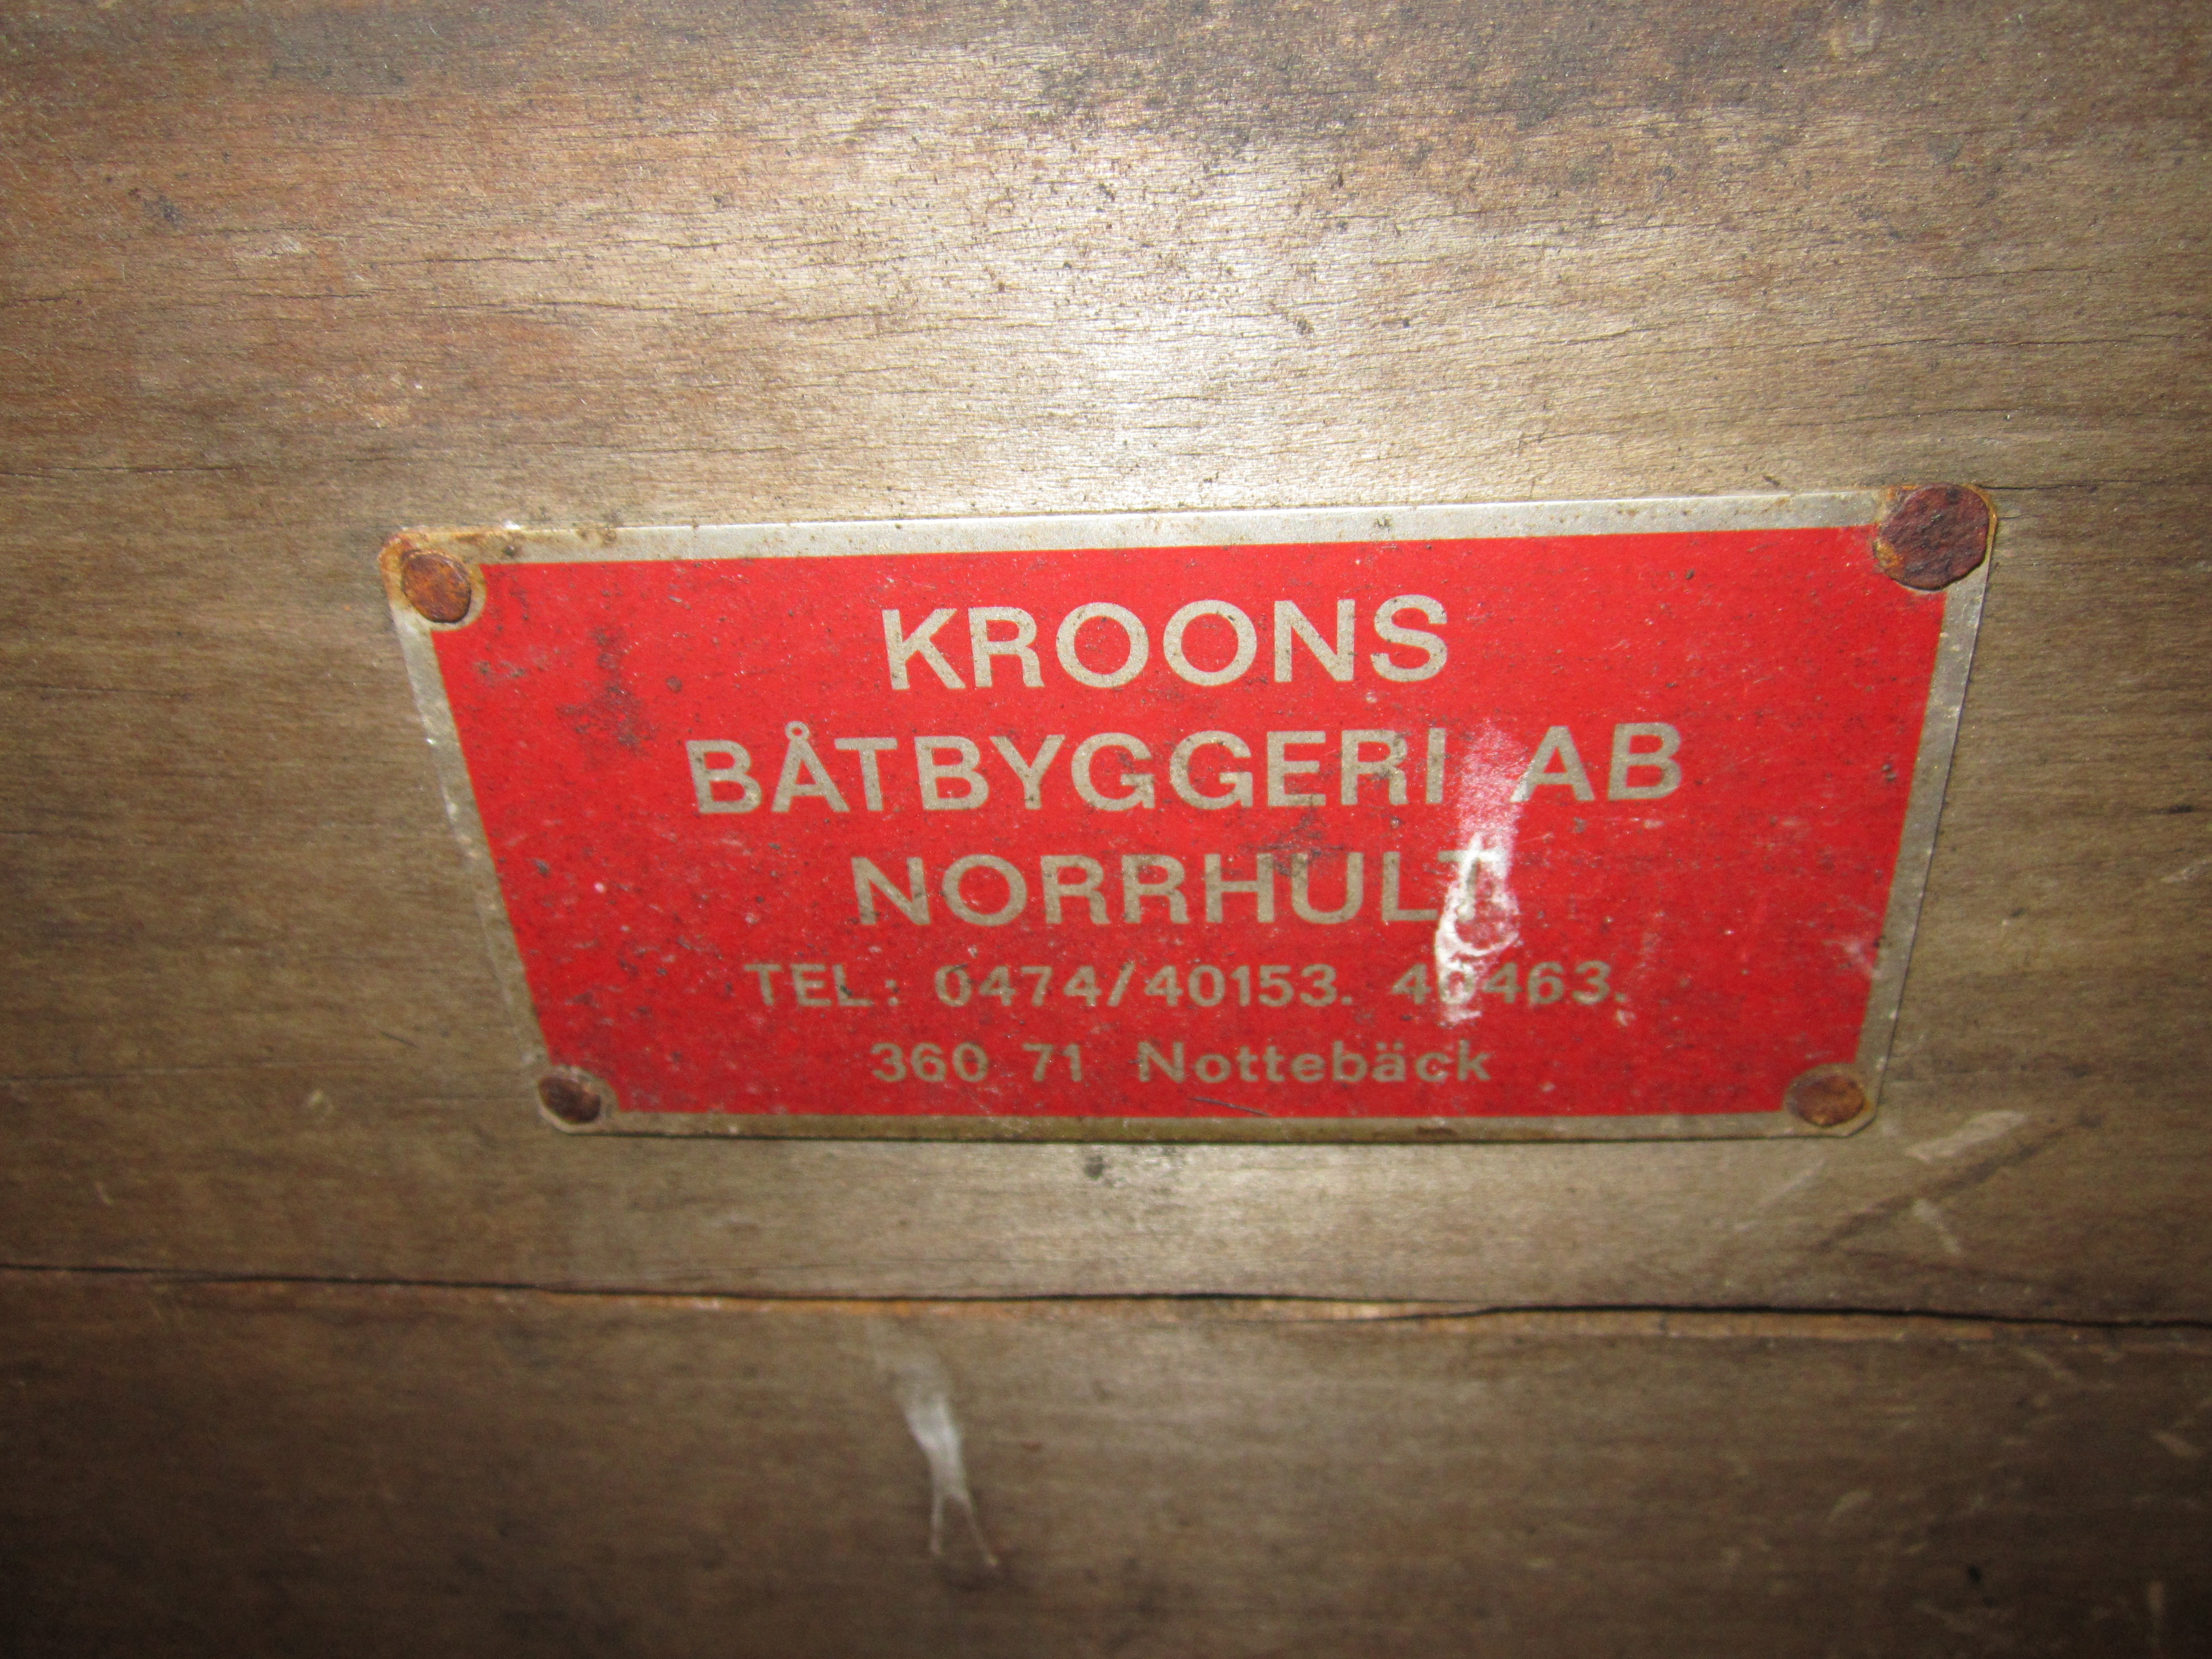 KROONS
BÅTBYGGERI AB
NORRHULT
TEL: 0474/40153. 40463.
360 71 Nottebäck